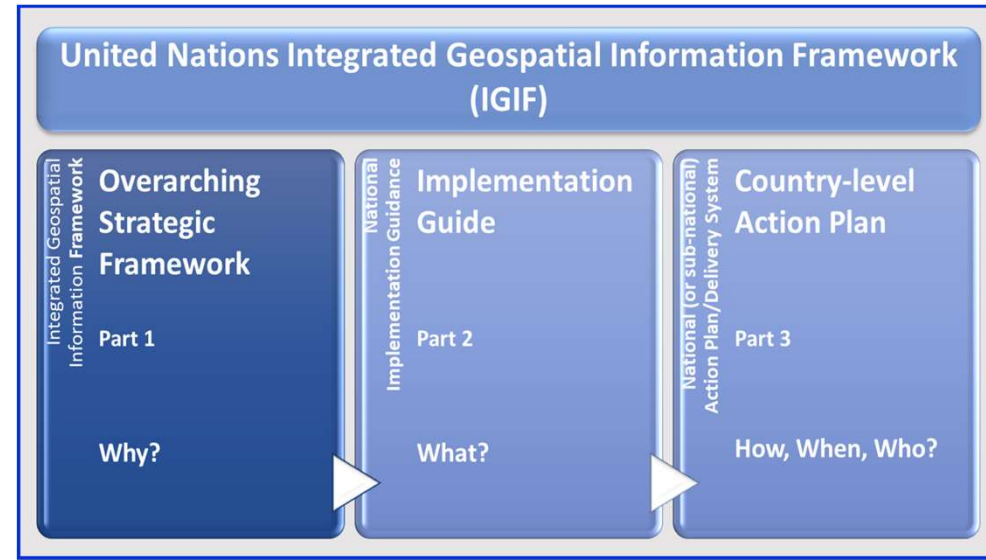 United Nations Integrated Geospatial Information Framework
(IGIF)
Integrated Geospatial
Information Framework
Overarching
Strategic
Framework
Part 1
Why?
National
Implementation Guidance
Implementation
Guide
Part 2
What?
National (or sub-national)
Action Plan/Delivery System
Country-level
Action Plan
Part 3
How, When, Who?